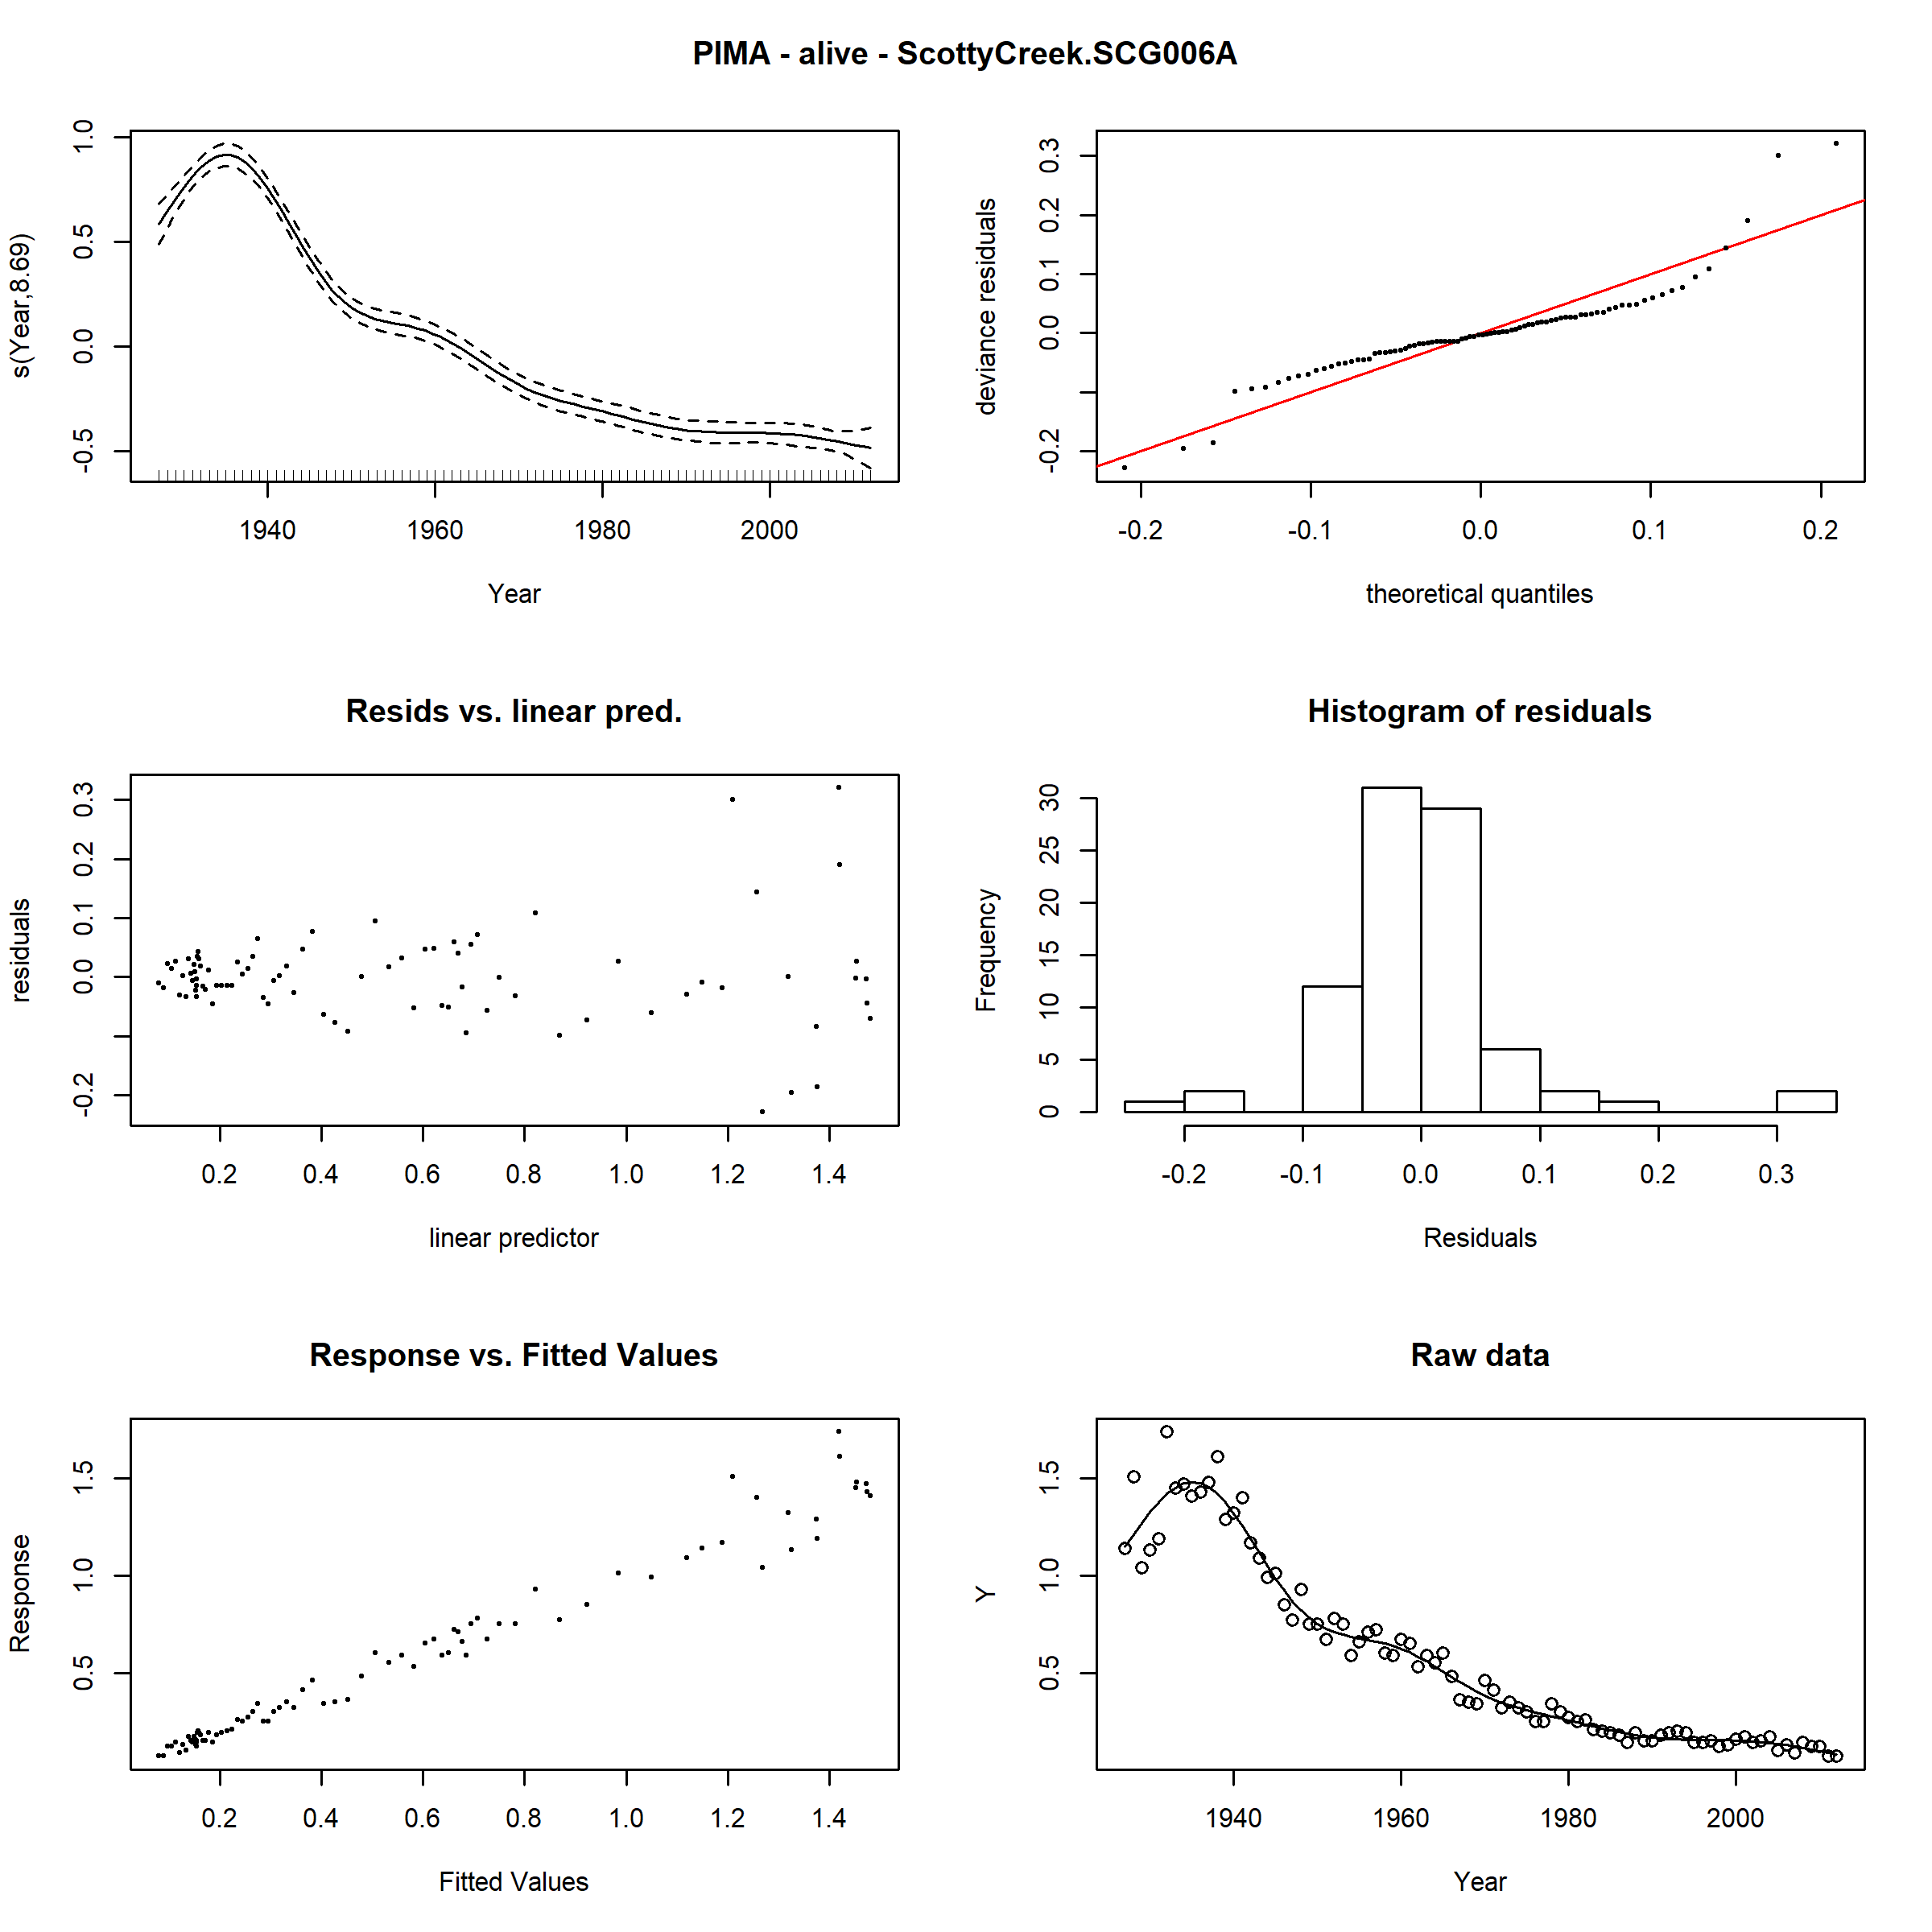 PIMA - alive - ScottyCreek.SCG006A
s(Year,8.69)
1.0
0.5
0.0
-0.5
1940 1960 1980 2000
Year
deviance residuals
0.3
0.2
0.1
0.0
-0.2
-0.2 -0.1 0.0 0.1 0.2
theoretical quantiles
Resids vs. linear pred.
residuals
0.3
0.2
0.1
0.0
-0.2
0.2 0.4 0.6 0.8 1.0 1.2 1.4
linear predictor
Histogram of residuals
Frequency
30
25
20
15
10
5
0
-0.2 -0.1 0.0 0.1 0.2 0.3
Residuals
Response vs. Fitted Values
Response
1.5
1.0
0.5
0.2 0.4 0.6 0.8 1.0 1.2 1.4
Fitted Values
Raw data
Y
1.5
1.0
0.5
1940 1960 1980 2000
Year